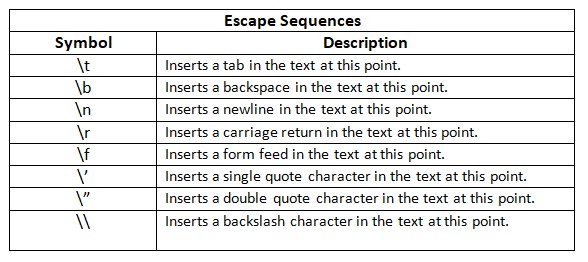 Escape Sequences
Symbol Description
\t Inserts a tab in the text at this point.
\b Inserts a backspace in the text at this point.
\n Inserts a newline in the text at this point.
\r Inserts a carriage return in the text at this point.
\f Inserts a form feed in the text at this point.
\’ Inserts a single quote character in the text at this point.
\” Inserts a double quote character in the text at this point.
\\ Inserts a backslash character in the text at this point.